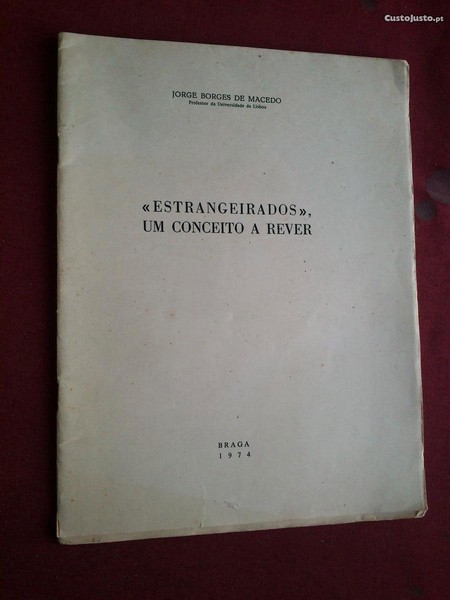 CustoJusto.pt
JORGE BORGES DE MACEDO
Professor da Universidade de Lisboa
«ESTRANGEIRADOS»,
UM CONCEITO A REVER
BRAGA
1974